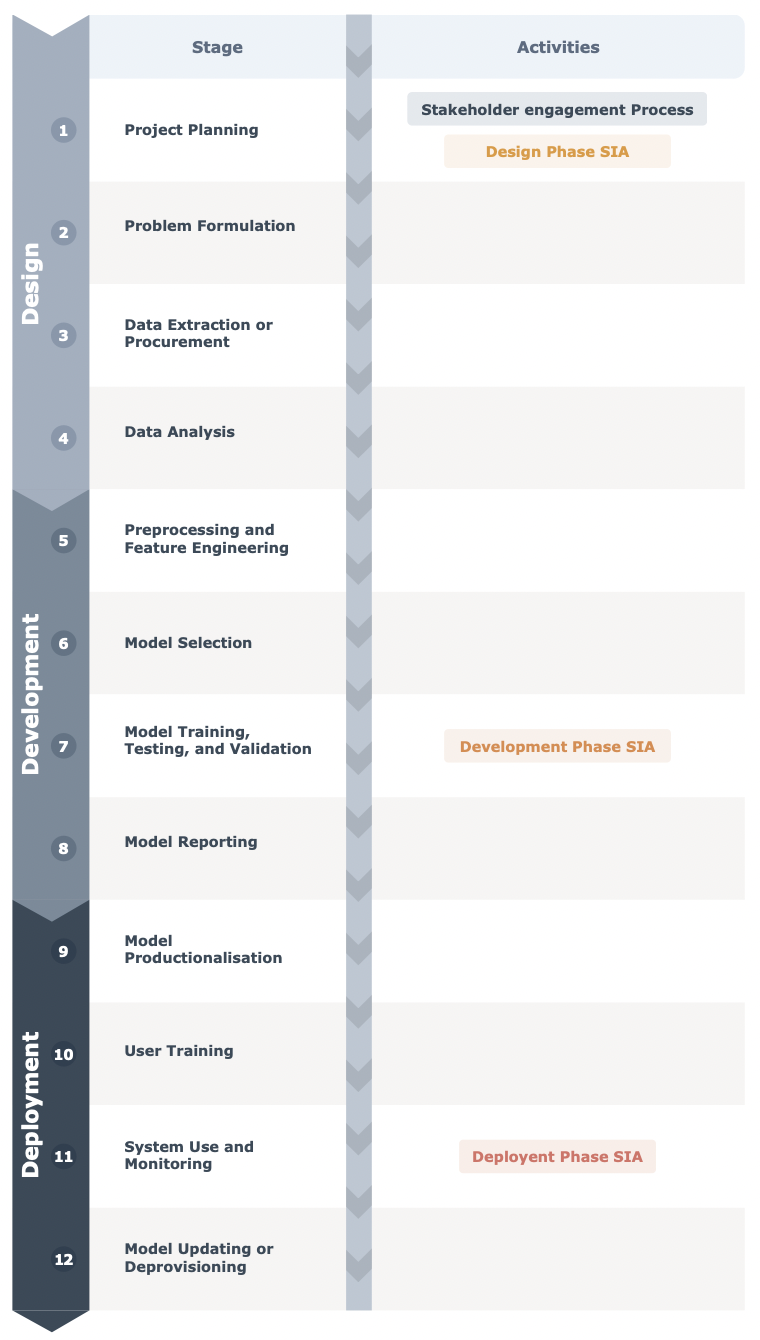 Stage
Activities
Design
1
Project Planning
Stakeholder engagement Process
Design Phase SIA
2
Problem Formulation
3
Data Extraction or
Procurement
4
Data Analysis
Development
5
Preprocessing and
Feature Engineering
6
Model Selection
7
Model Training,
Testing, and Validation
Development Phase SIA
8
Model Reporting
Deployment
9
Model
Productionalisation
10
User Training
11
System Use and
Monitoring
Deployent Phase SIA
12
Model Updating or
Deprovisioning